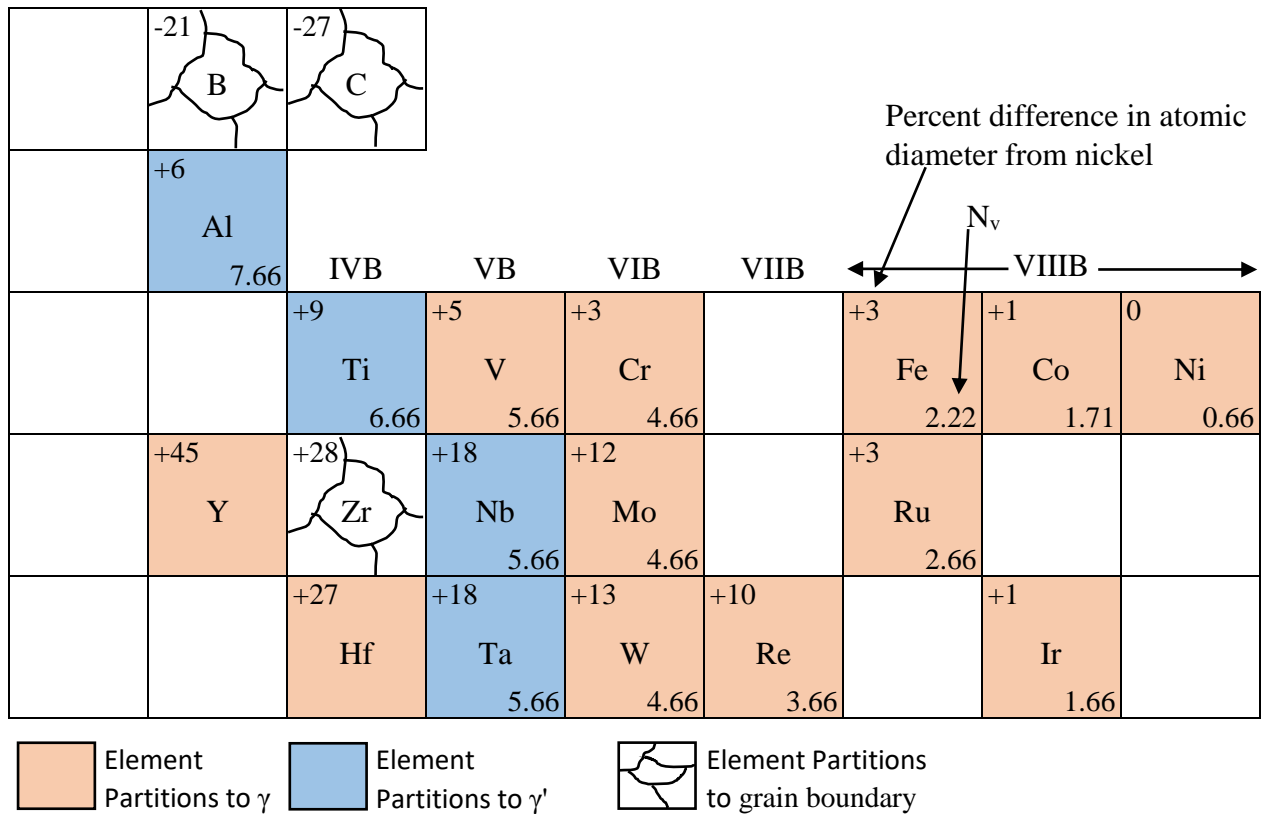 -21
B
-27
C
Percent difference in atomic
diameter from nickel
+6
Al
7.66
N_v
IVB VB VIB VIIB VIIIB
+9
Ti
6.66
+5
V
5.66
+3
Cr
4.66
+3
Fe
2.22
+1
Co
1.71
0
Ni
0.66
+45
Y
+28
Zr
+18
Nb
5.66
+12
Mo
4.66
+3
Ru
2.66
+27
Hf
+18
Ta
5.66
+13
W
4.66
+10
Re
3.66
+1
Ir
1.66
Element
Partitions to γ
Element
Partitions to γ'
Element Partitions
to grain boundary